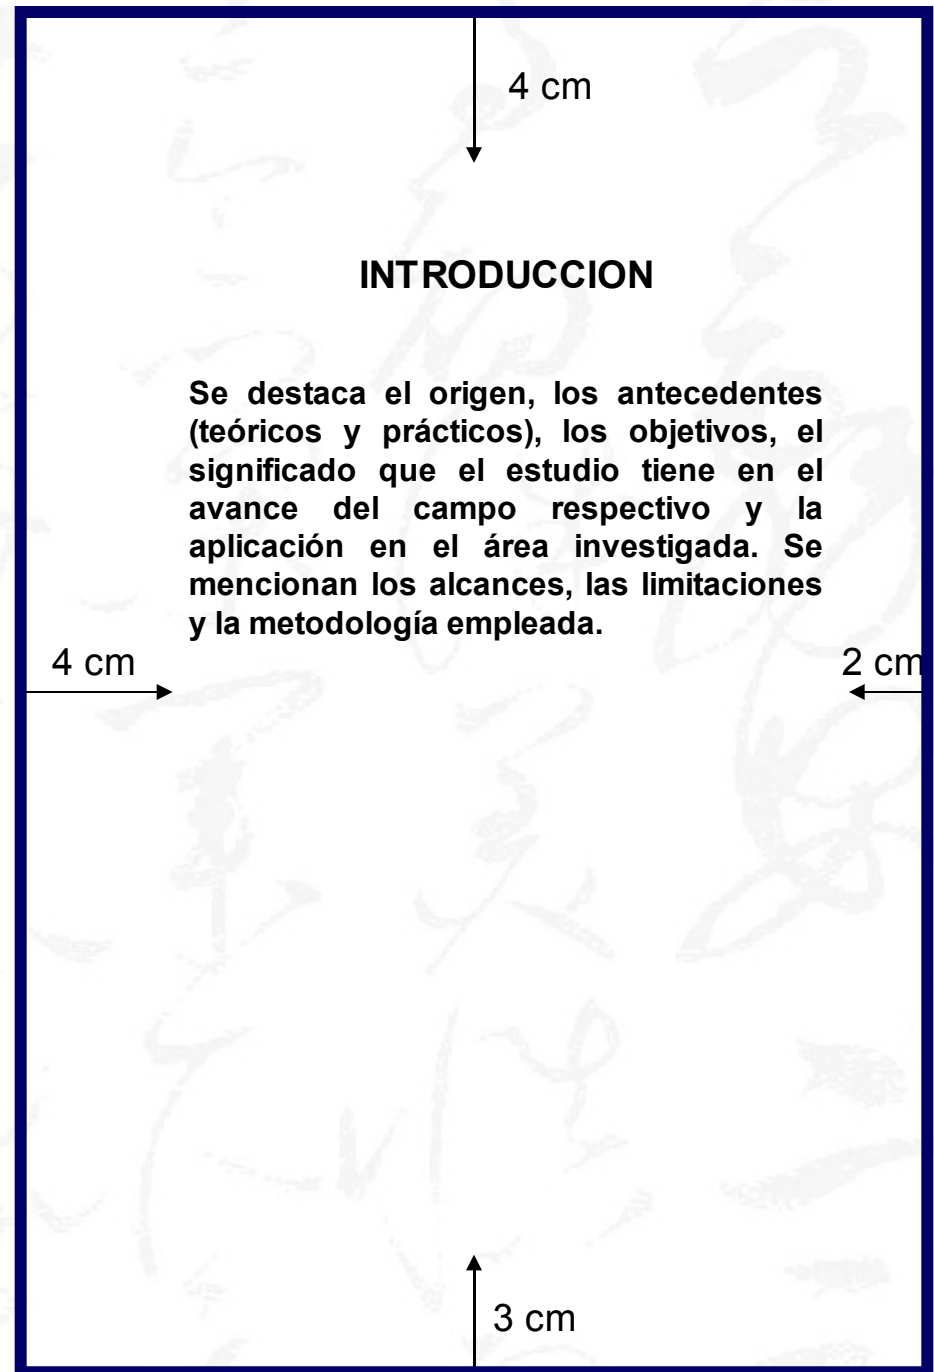 4 cm
INTRODUCCION
Se destaca el origen, los antecedentes
(teóricos y prácticos), los objetivos, el
significado que el estudio tiene en el
avance del campo respectivo y la
aplicación en el área investigada. Se
mencionan los alcances, las limitaciones
y la metodología empleada.
4 cm
2 cm
3 cm